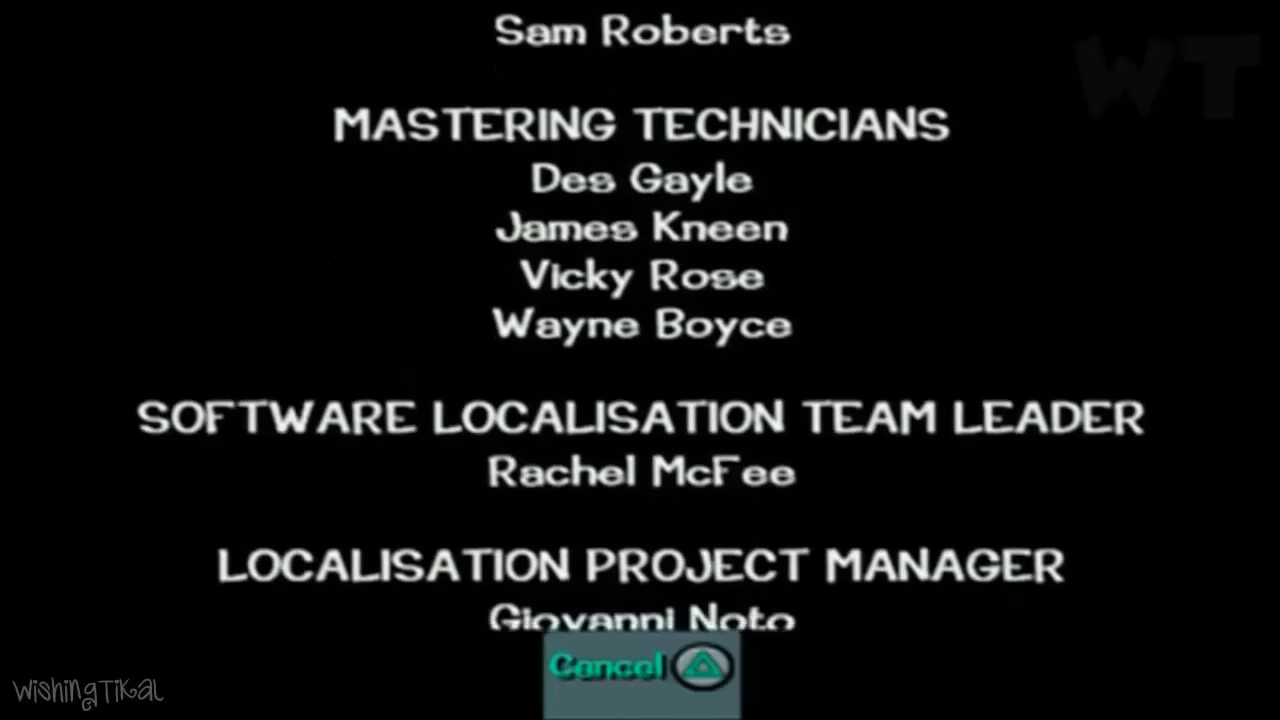 Sam Roberts
WT
MASTERING TECHNICIANS
Des Gayle
James Kneen
Vicky Rose
Wayne Boyce
SOFTWARE LOCALISATION TEAM LEADER
Rachel McFee
LOCALISATION PROJECT MANAGER
Giovanni Noto
Cancel
WishingTikal